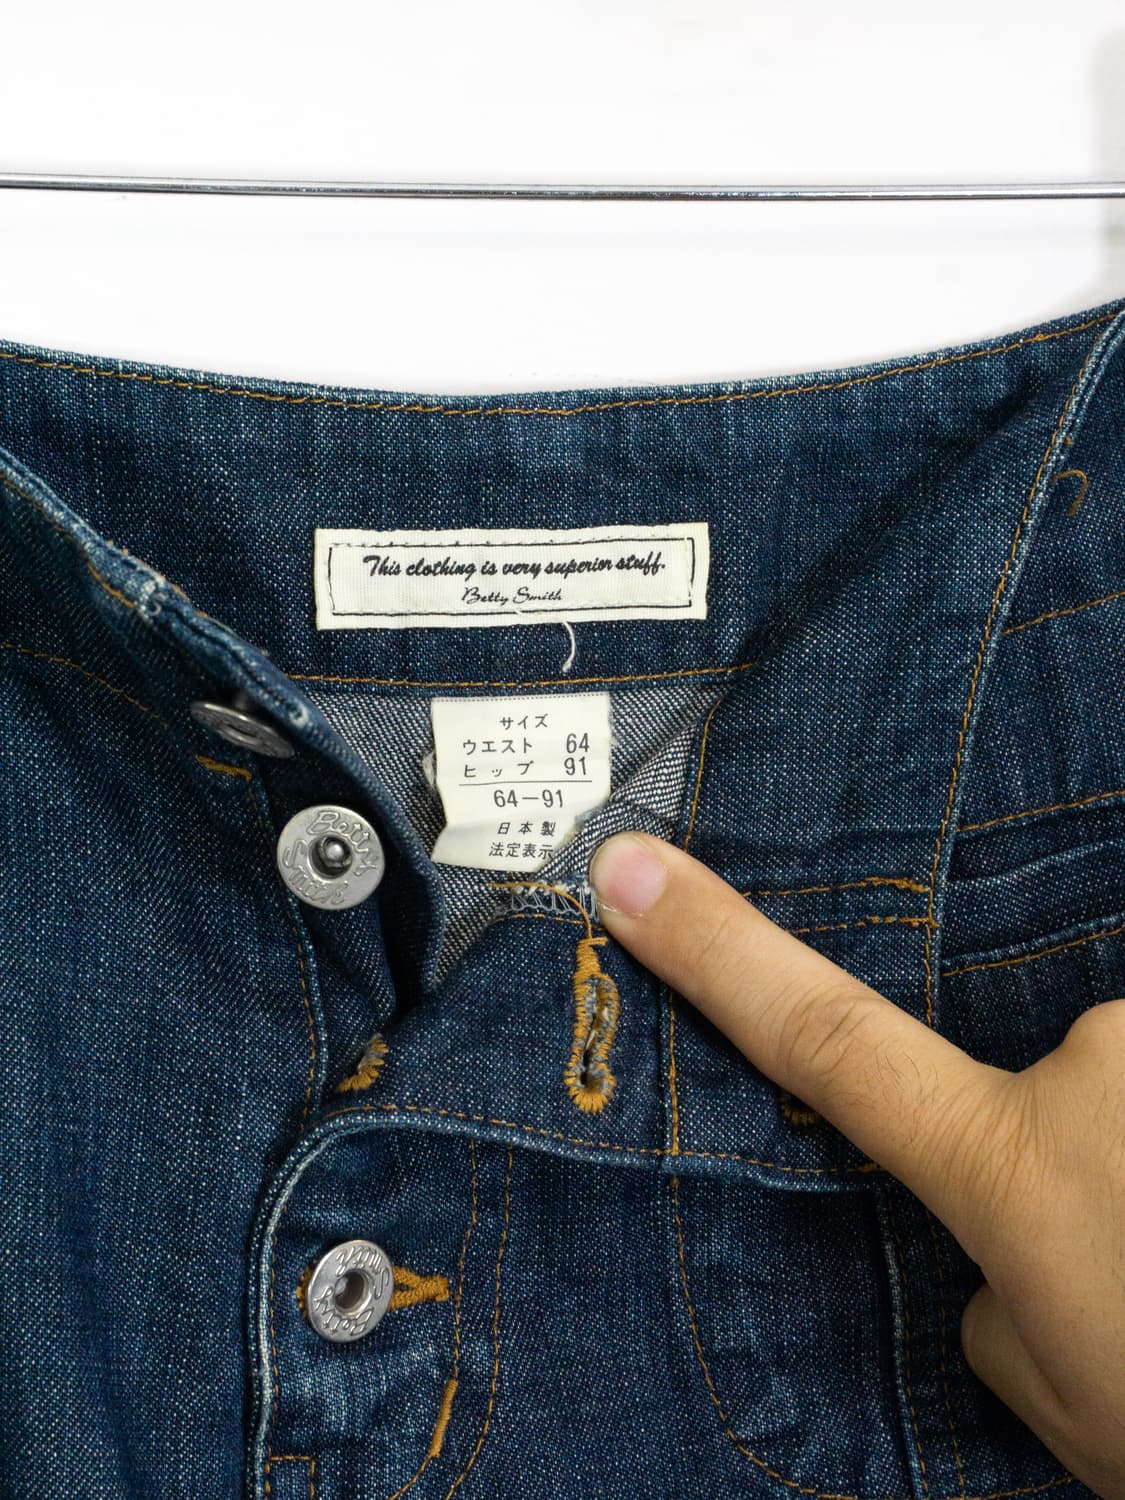 This clothing is very superior stuff.
Betty Smith
サイズ
ウエスト 64
ヒップ 91
64-91
日本製
法定表示
Betty Smith
Betty Smith